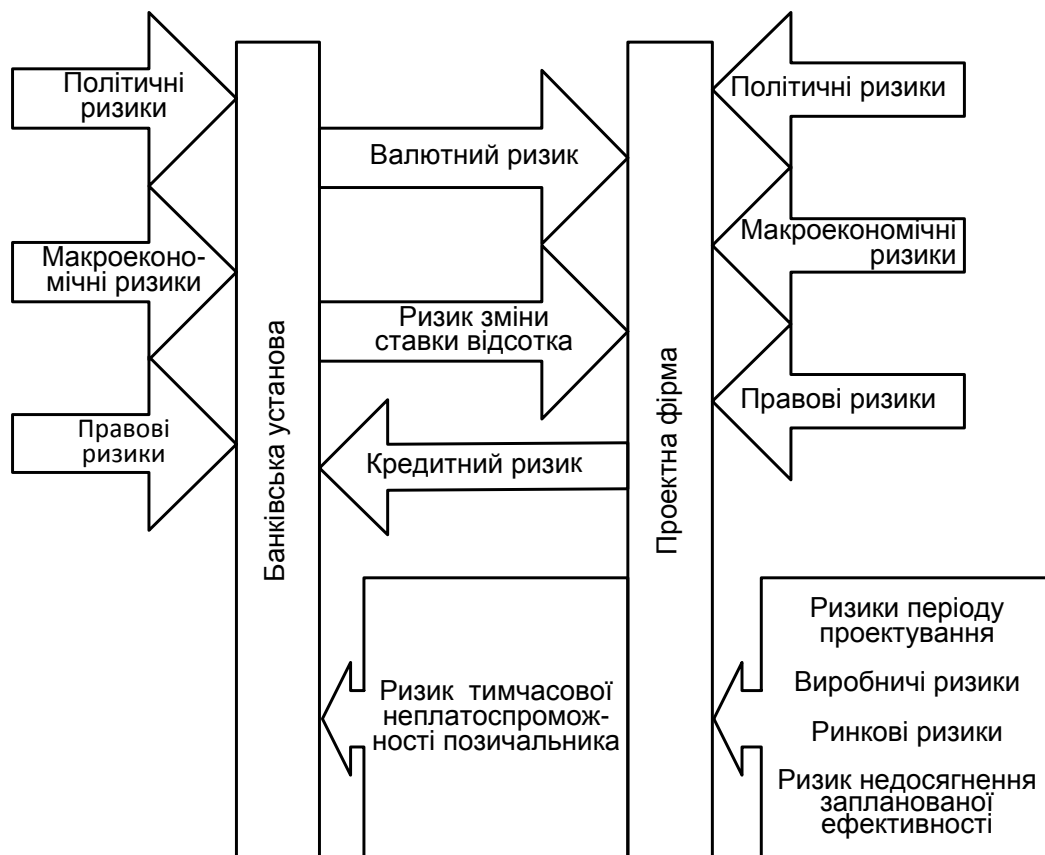 Політичні
ризики
Макроеконо-
мічні ризики
Правові
ризики
Банківська установа
Валютний ризик
Ризик зміни
ставки відсотка
Кредитний ризик
Ризик тимчасової
неплатоспромож-
ності позичальника
Проектна фірма
Політичні ризики
Макроекономічні
ризики
Правові ризики
Ризики періоду
проектування
Виробничі ризики
Ринкові ризики
Ризик недосягнення
запланованої
ефективності